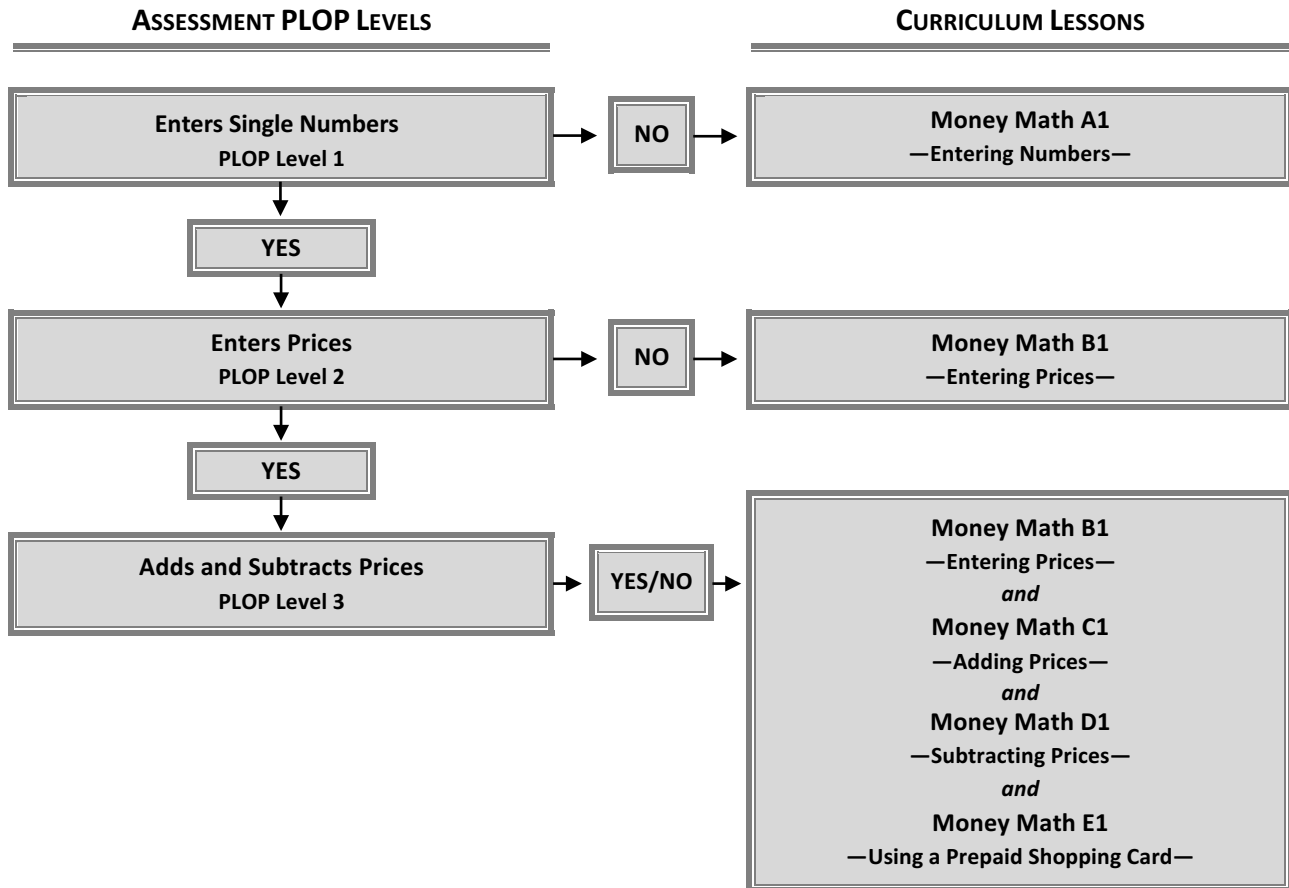 ASSESSMENT PLOP LEVELS
CURRICULUM LESSONS
Enters Single Numbers
PLOP Level 1
NO
Money Math A1
—Entering Numbers—
YES
Enters Prices
PLOP Level 2
NO
Money Math B1
—Entering Prices—
YES
Adds and Subtracts Prices
PLOP Level 3
YES/NO
Money Math B1
—Entering Prices—
and
Money Math C1
—Adding Prices—
and
Money Math D1
—Subtracting Prices—
and
Money Math E1
—Using a Prepaid Shopping Card—